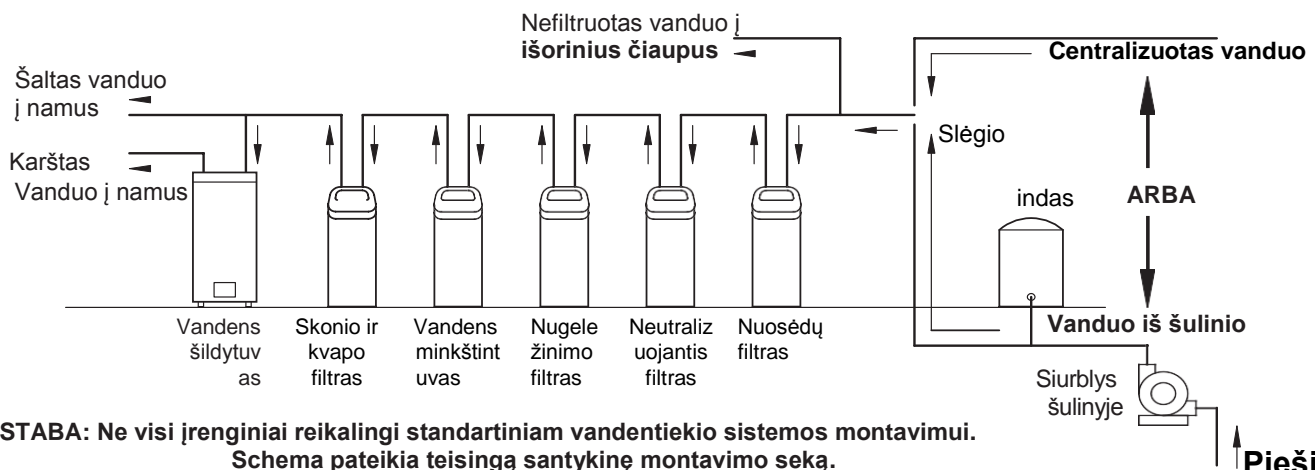 Nefiltruotas vanduo į
išorinius čiaupus
Centralizuotas vanduo
Šaltas vanduo
į namus
Slėgio
Karštas
Vanduo į namus
indas
ARBA
Vandens
šildytuv
as
Skonio ir
kvapo
filtras
Vandens
minkštint
uvas
Nugele
žinimo
filtras
Neutraliz
uojantis
filtras
Nuosėdų
filtras
Vanduo iš šulinio
Siurblys
šulinyje
STABA: Ne visi įrenginiai reikalingi standartiniam vandentiekio sistemos montavimui.
Schema pateikia teisingą santykinę montavimo seką.
Pieši